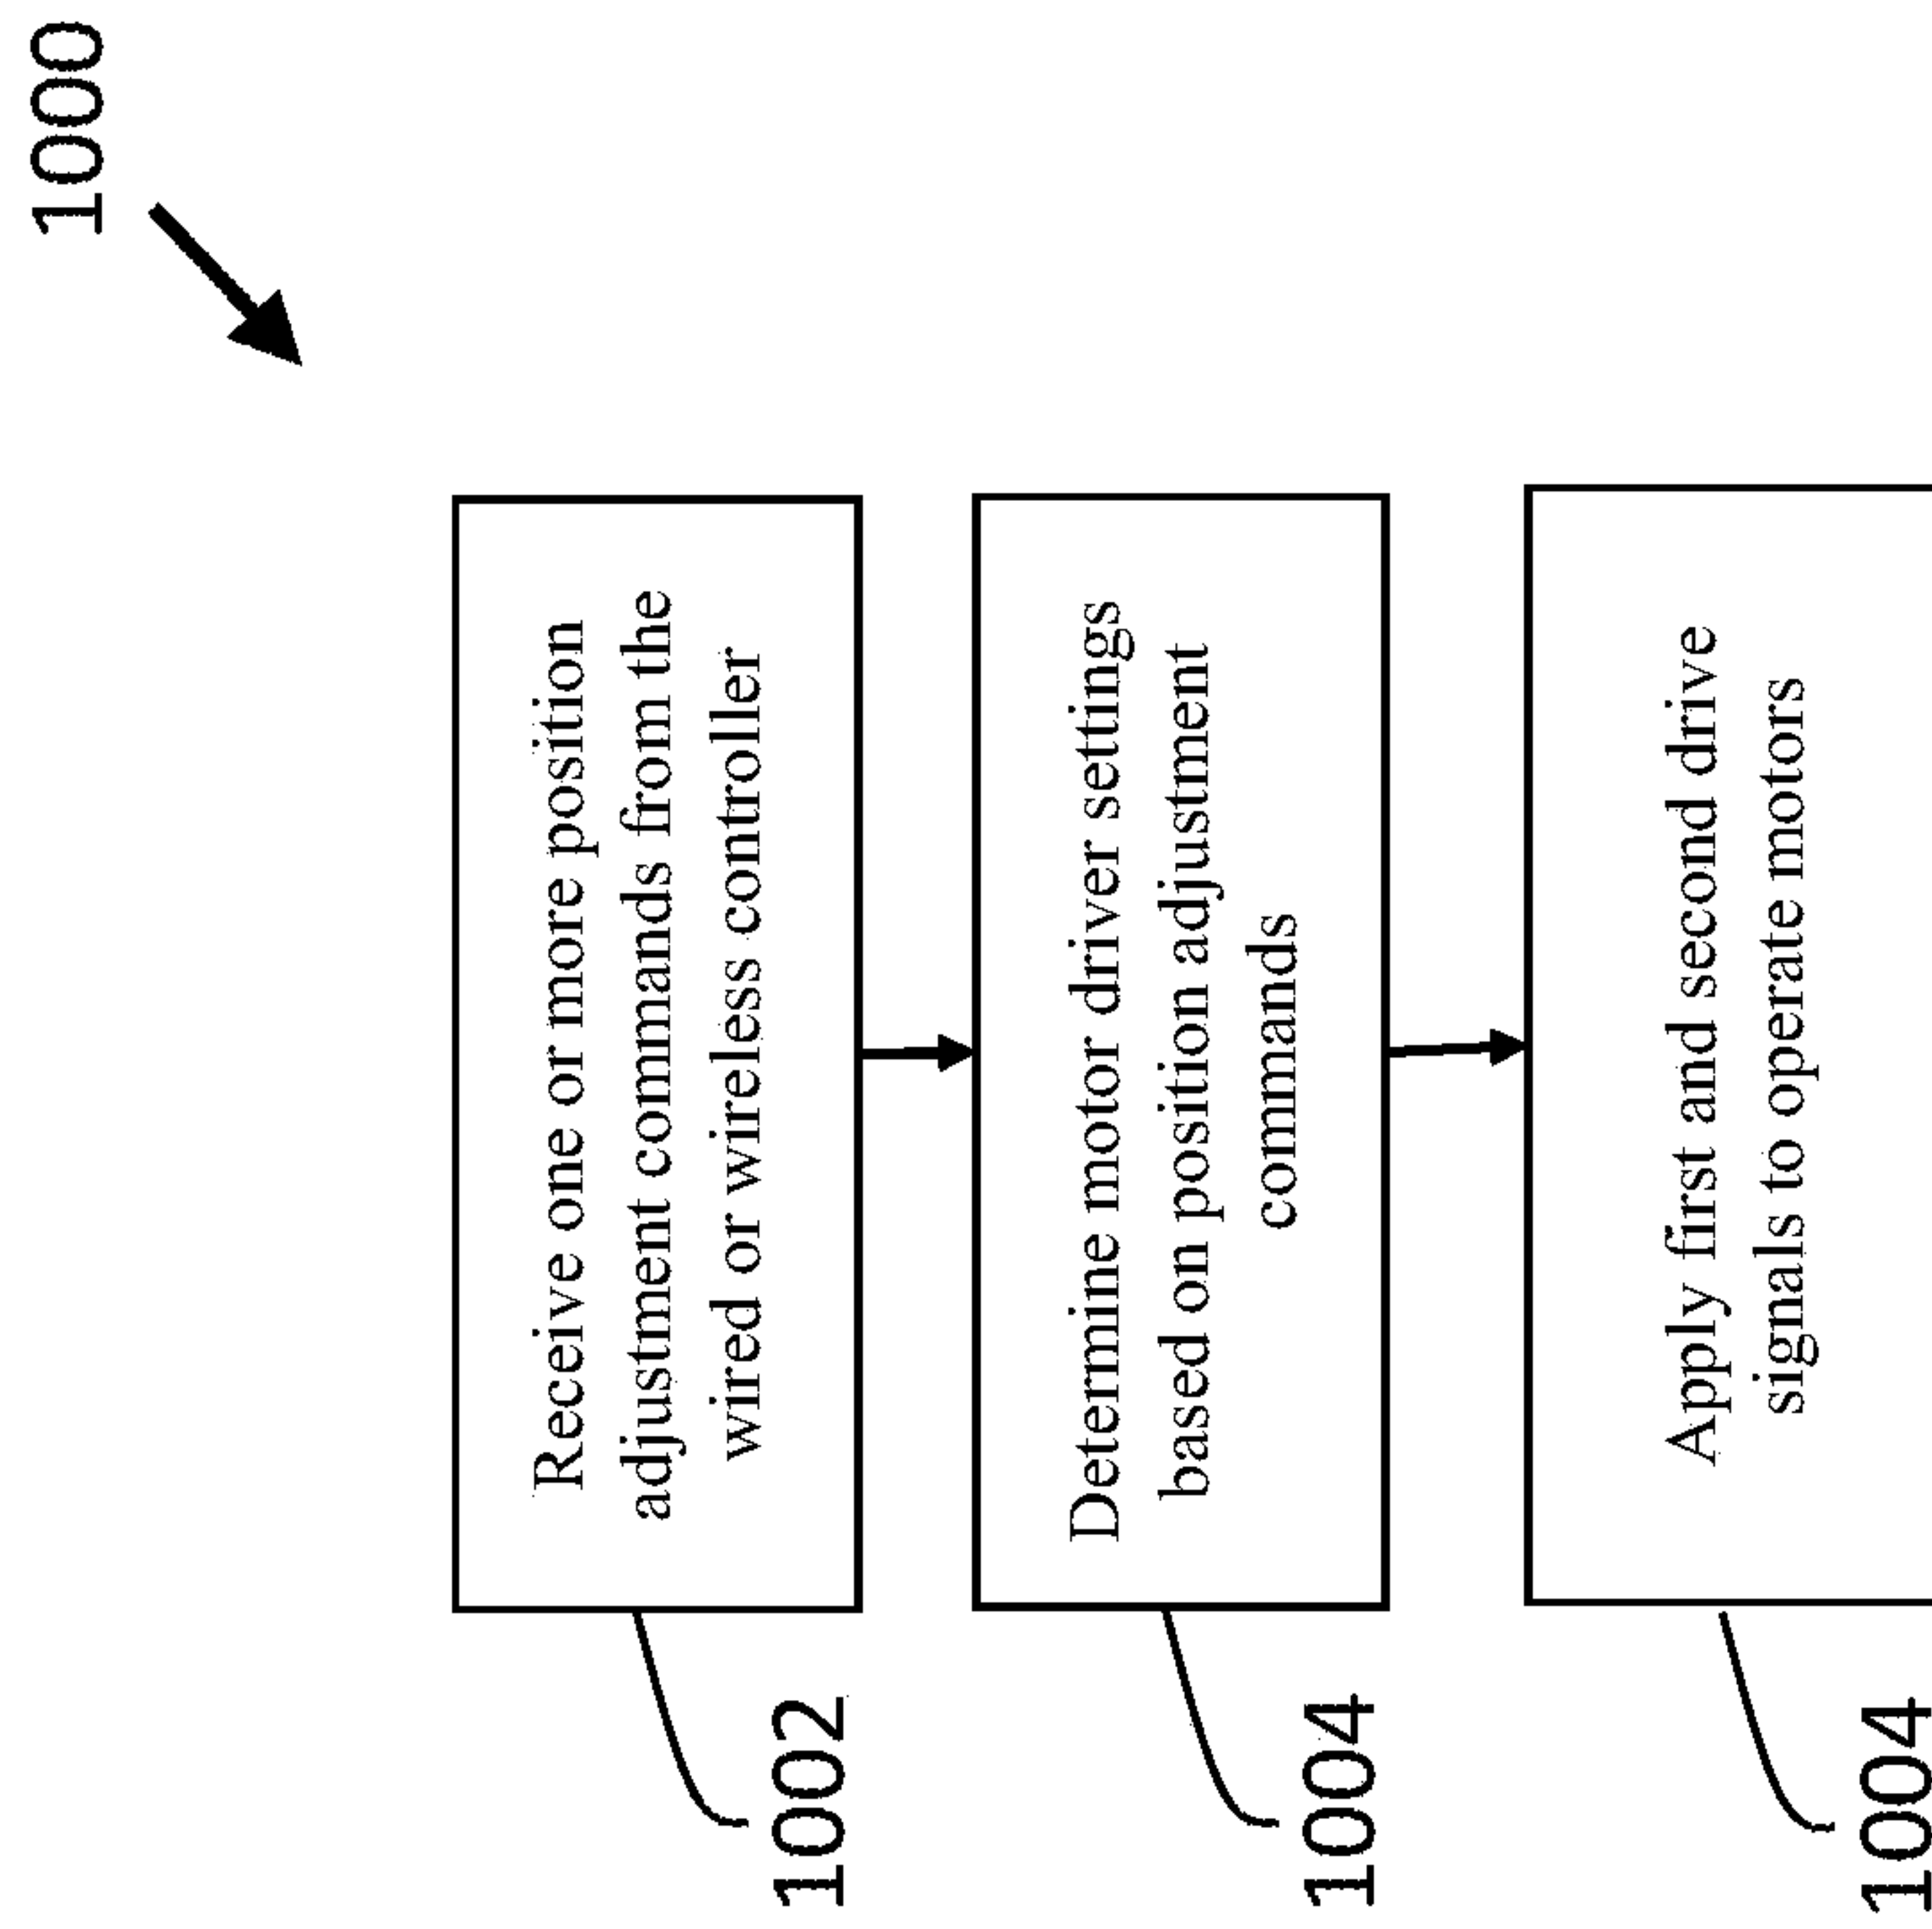 1000
Receive one or more position
adjustment commands from the
wired or wireless controller
1002
Determine motor driver settings
based on position adjustment
commands
1004
Apply first and second drive
signals to operate motors
1004